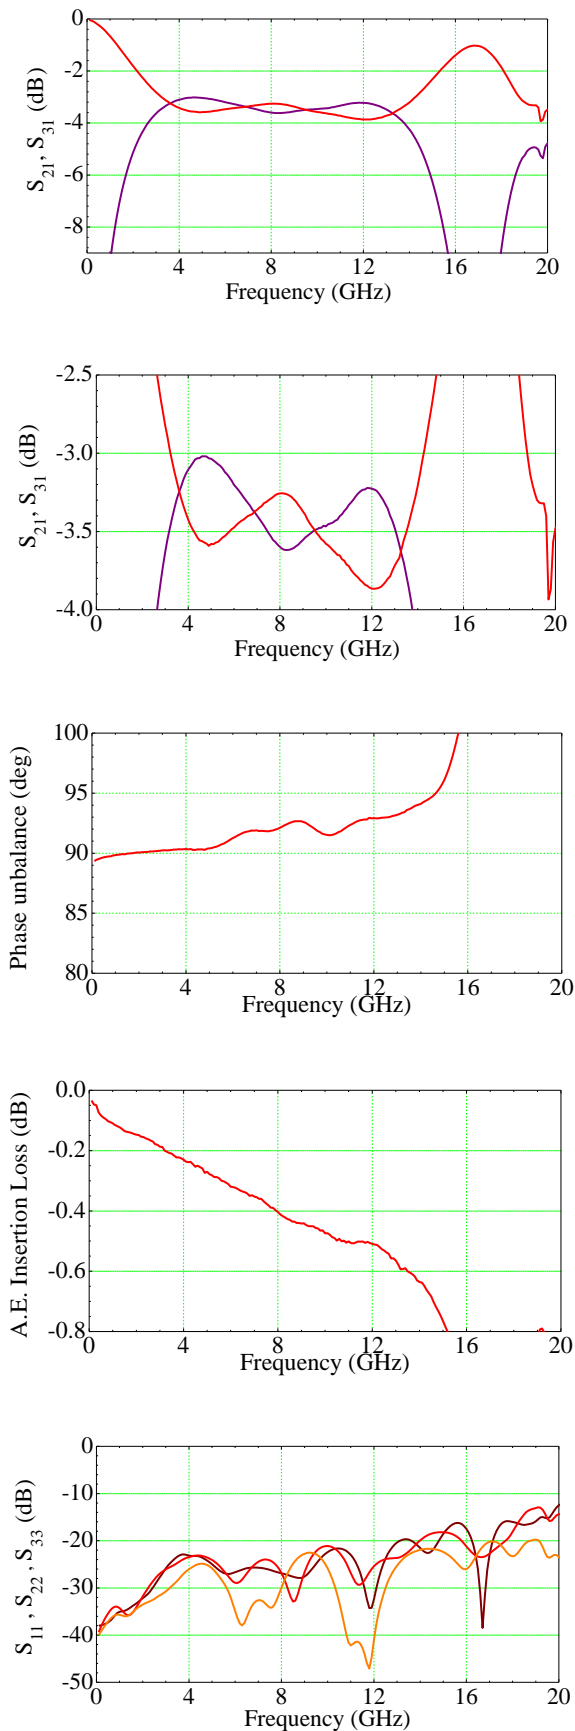 S21, S31 (dB)
0
-2
-4
-6
-8
0 4 8 12 16 20
Frequency (GHz)
S21, S31 (dB)
-2.5
-3.0
-3.5
-4.0
0 4 8 12 16 20
Frequency (GHz)
Phase unbalance (deg)
100
95
90
85
80
0 4 8 12 16 20
Frequency (GHz)
A.E. Insertion Loss (dB)
0.0
-0.2
-0.4
-0.6
-0.8
0 4 8 12 16 20
Frequency (GHz)
S11 , S22 , S33 (dB)
0
-10
-20
-30
-40
-50
0 4 8 12 16 20
Frequency (GHz)